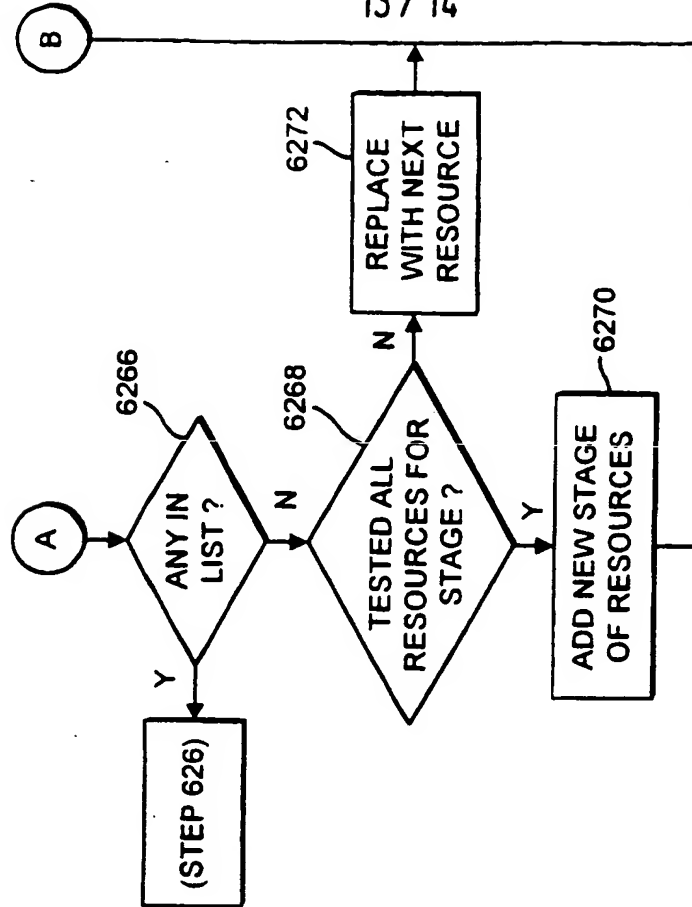 13 / 14
A
B
6266
ANY IN
LIST ?
Y
N
(STEP 626)
6268
TESTED ALL
RESOURCES FOR
STAGE ?
N
Y
6272
REPLACE
WITH NEXT
RESOURCE
6270
ADD NEW STAGE
OF RESOURCES